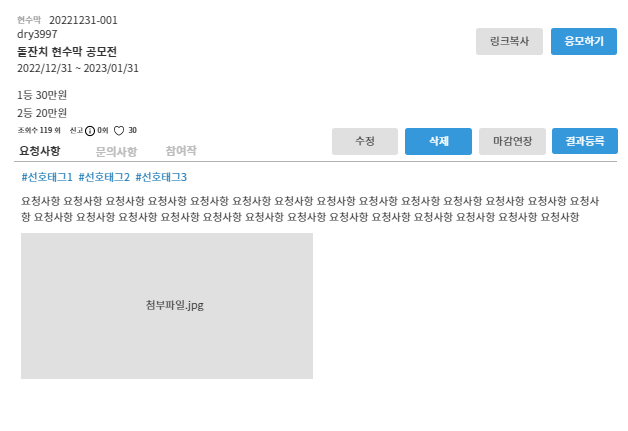 현수막 20221231-001
dry3997
돌잔치 현수막 공모전
2022/12/31 ~ 2023/01/31
링크복사 응모하기
1등 30만원
2등 20만원
조회수 119 회 신고 0회 30
수정 삭제 마감연장 결과등록
요청사항 문의사항 참여작
#선호태그1 #선호태그2 #선호태그3
요청사항 요청사항 요청사항 요청사항 요청사항 요청사항 요청사항 요청사항 요청사항 요청사항 요청사항 요청사항 요청사항 요청사
항 요청사항 요청사항 요청사항 요청사항 요청사항 요청사항 요청사항 요청사항 요청사항 요청사항 요청사항 요청사항 요청사항
첨부파일.jpg